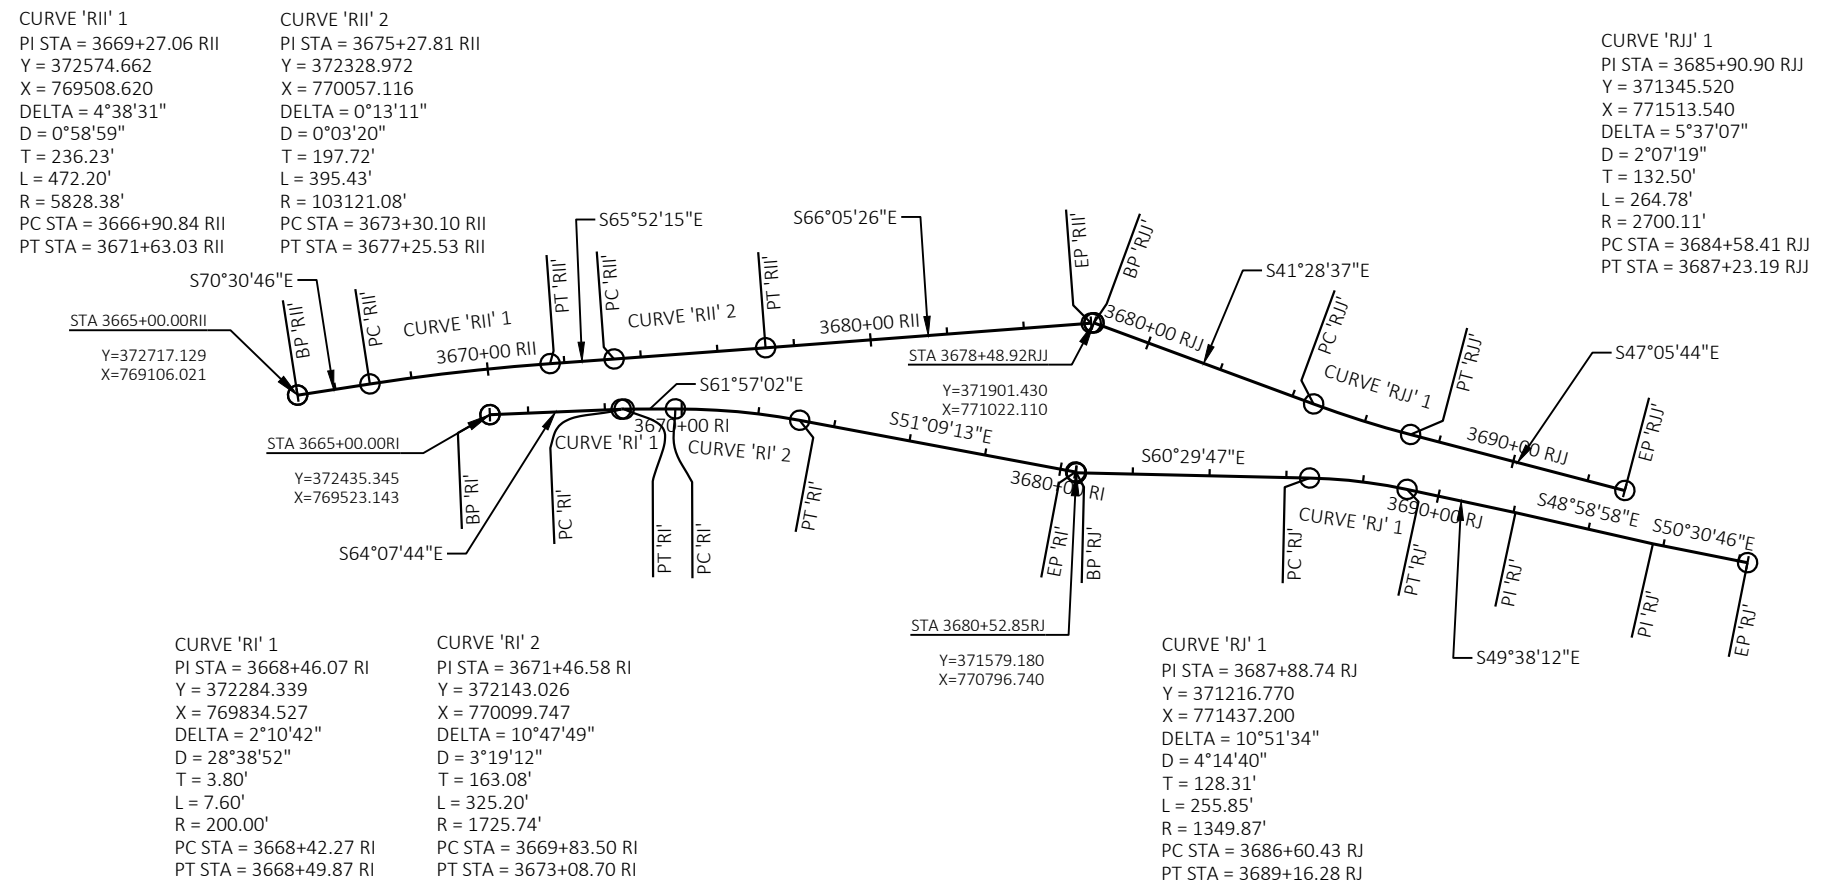 CURVE 'RII' 1
PI STA = 3669+27.06 RII
Y = 372574.662
X = 769508.620
DELTA = 4°38'31"
D = 0°58'59"
T = 236.23'
L = 472.20'
R = 5828.38'
PC STA = 3666+90.84 RII
PT STA = 3671+63.03 RII
CURVE 'RII' 2
PI STA = 3675+27.81 RII
Y = 372328.972
X = 770057.116
DELTA = 0°13'11"
D = 0°03'20"
T = 197.72'
L = 395.43'
R = 103121.08'
PC STA = 3673+30.10 RII
PT STA = 3677+25.53 RII
CURVE 'RJJ' 1
PI STA = 3685+90.90 RJJ
Y = 371345.520
X = 771513.540
DELTA = 5°37'07"
D = 2°07'19"
T = 132.50'
L = 264.78'
R = 2700.11'
PC STA = 3684+58.41 RJJ
PT STA = 3687+23.19 RJJ
S70°30'46"E
S65°52'15"E
S66°05'26"E
S41°28'37"E
S47°05'44"E
BP 'RII'
PC 'RII'
PT 'RII'
PC 'RII'
PT 'RII'
EP 'RII'
BP 'RJJ'
PC 'RJJ'
PT 'RJJ'
EP 'RJJ'
STA 3665+00.00RII
Y=372717.129
X=769106.021
CURVE 'RII' 1
3670+00 RII
CURVE 'RII' 2
3680+00 RII
3680+00 RJJ
STA 3678+48.92RJJ
Y=371901.430
X=771022.110
CURVE 'RJJ' 1
3690+00 RJJ
S61°57'02"E
S51°09'13"E
S60°29'47"E
S48°58'58"E
S50°30'46"E
STA 3665+00.00RI
Y=372435.345
X=769523.143
CURVE 'RI' 1
3670+00 RI
CURVE 'RI' 2
3680+00 RI
CURVE 'RJ' 1
3690+00 RJ
S64°07'44"E
S49°38'12"E
BP 'RI'
PC 'RI'
PT 'RI'
PC 'RI'
PT 'RI'
EP 'RI'
BP 'RJ'
PC 'RJ'
PT 'RJ'
PI 'RJ'
PI 'RJ'
EP 'RJ'
STA 3680+52.85RJ
Y=371579.180
X=770796.740
CURVE 'RI' 1
PI STA = 3668+46.07 RI
Y = 372284.339
X = 769834.527
DELTA = 2°10'42"
D = 28°38'52"
T = 3.80'
L = 7.60'
R = 200.00'
PC STA = 3668+42.27 RI
PT STA = 3668+49.87 RI
CURVE 'RI' 2
PI STA = 3671+46.58 RI
Y = 372143.026
X = 770099.747
DELTA = 10°47'49"
D = 3°19'12"
T = 163.08'
L = 325.20'
R = 1725.74'
PC STA = 3669+83.50 RI
PT STA = 3673+08.70 RI
CURVE 'RJ' 1
PI STA = 3687+88.74 RJ
Y = 371216.770
X = 771437.200
DELTA = 10°51'34"
D = 4°14'40"
T = 128.31'
L = 255.85'
R = 1349.87'
PC STA = 3686+60.43 RJ
PT STA = 3689+16.28 RJ